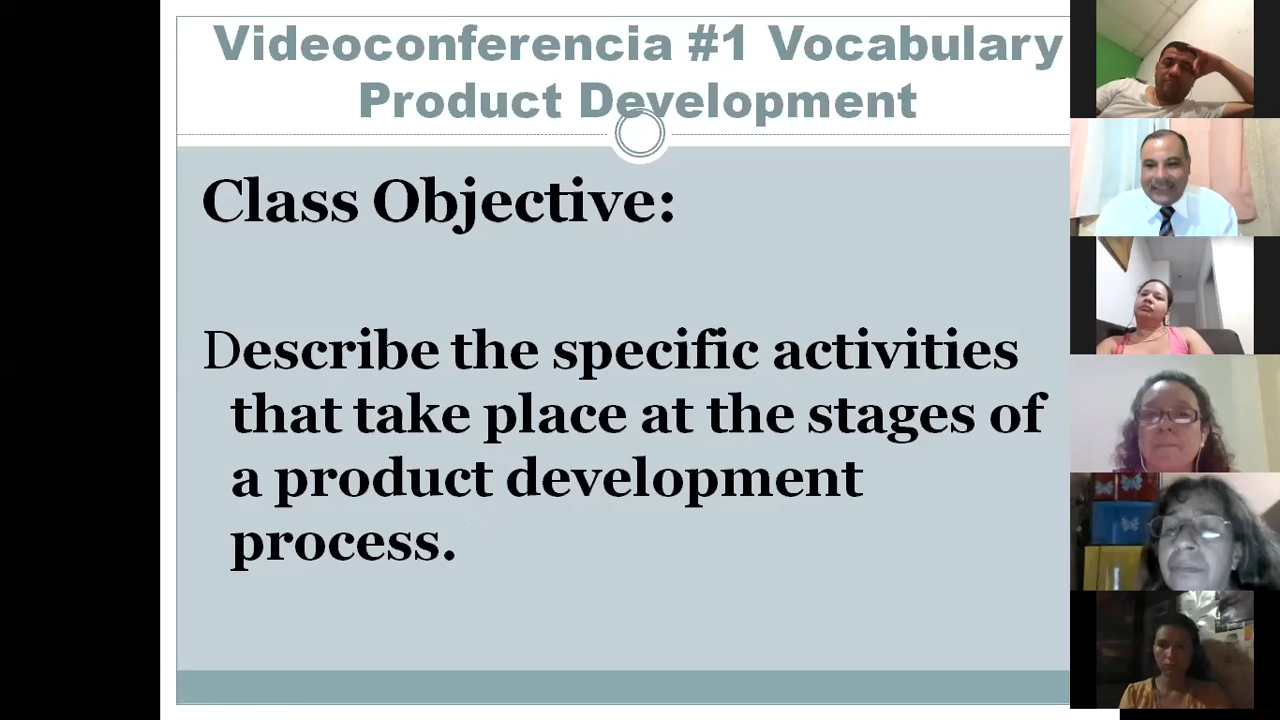 Videoconferencia #1 Vocabulary
Product Development
Class Objective:
Describe the specific activities
that take place at the stages of
a product development
process.